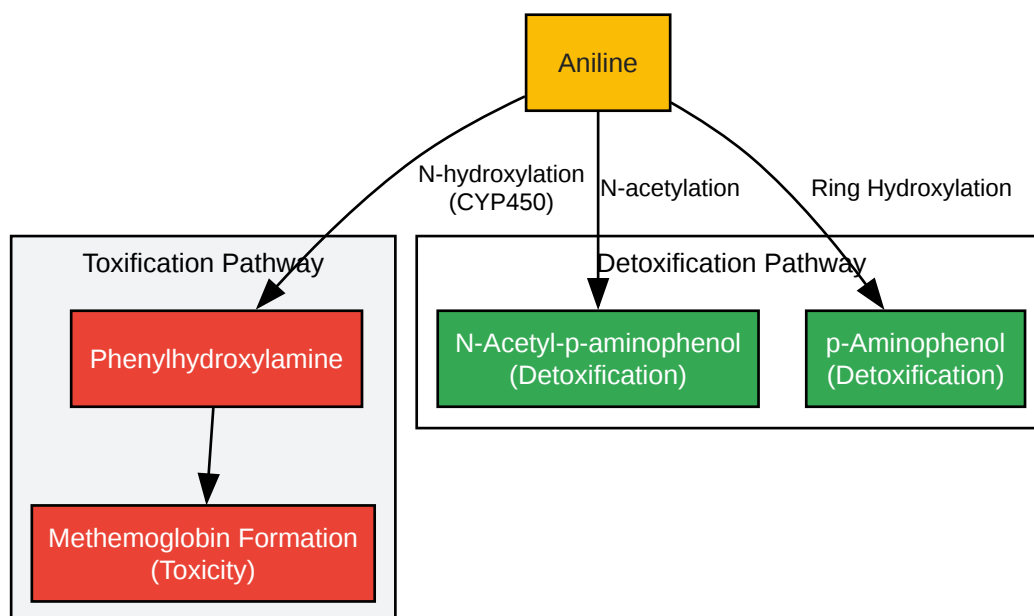 Aniline
N-hydroxylation
(CYP450)
N-acetylation
Ring Hydroxylation
Toxification Pathway
Detoxification Pathway
Phenylhydroxylamine
N-Acetyl-p-aminophenol
(Detoxification)
p-Aminophenol
(Detoxification)
Methemoglobin Formation
(Toxicity)